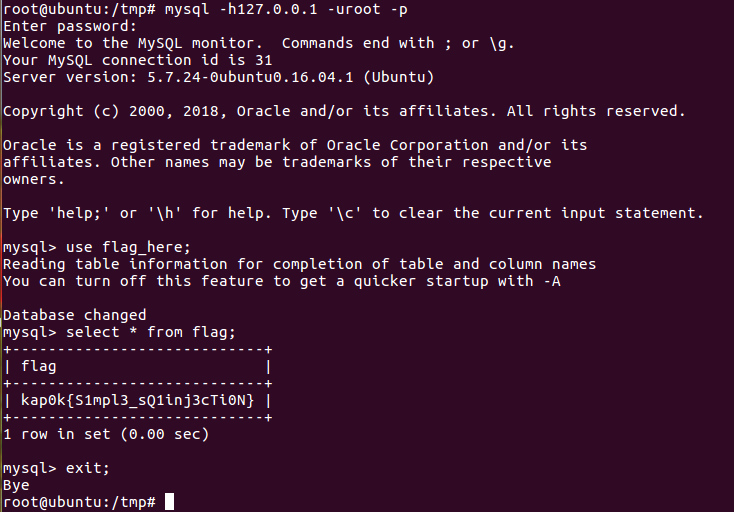 root@ubuntu:/tmp# mysql -h127.0.0.1 -uroot -p
Enter password:
Welcome to the MySQL monitor.  Commands end with ; or \g.
Your MySQL connection id is 31
Server version: 5.7.24-0ubuntu0.16.04.1 (Ubuntu)

Copyright (c) 2000, 2018, Oracle and/or its affiliates. All rights reserved.

Oracle is a registered trademark of Oracle Corporation and/or its
affiliates. Other names may be trademarks of their respective
owners.

Type 'help;' or '\h' for help. Type '\c' to clear the current input statement.

mysql> use flag_here;
Reading table information for completion of table and column names
You can turn off this feature to get a quicker startup with -A

Database changed
mysql> select * from flag;
+----------------------------+
| flag                       |
+----------------------------+
| kap0k{S1mpl3_sQ1inj3cTi0N} |
+----------------------------+
1 row in set (0.00 sec)

mysql> exit;
Bye
root@ubuntu:/tmp#